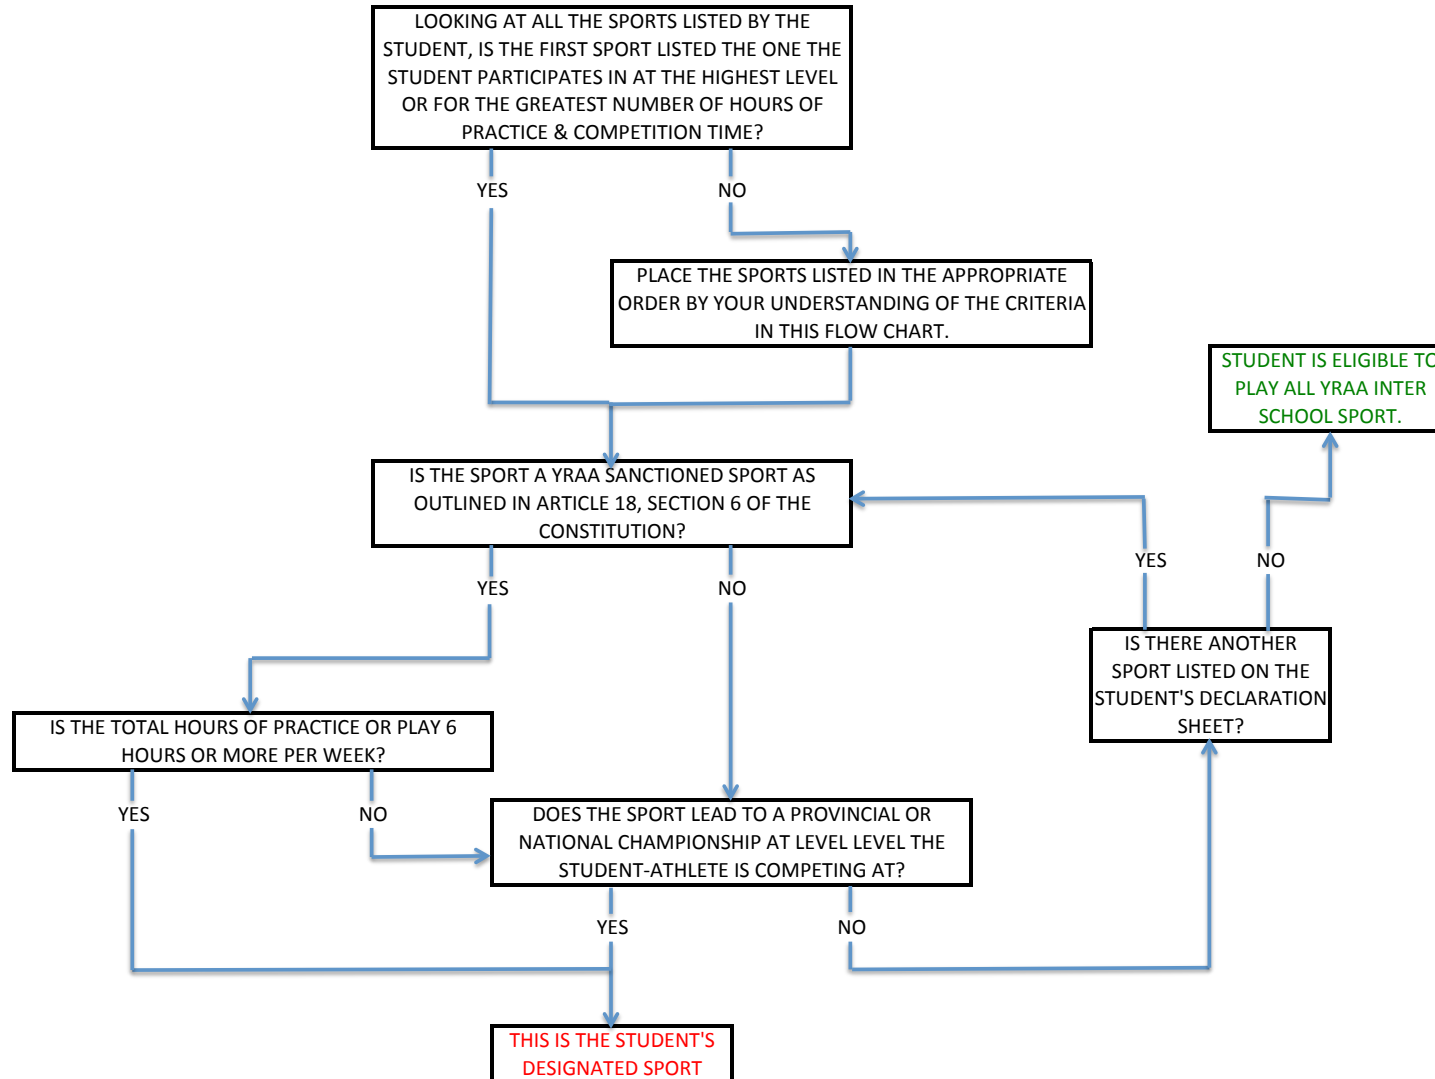 LOOKING AT ALL THE SPORTS LISTED BY THE
STUDENT, IS THE FIRST SPORT LISTED THE ONE THE
STUDENT PARTICIPATES IN AT THE HIGHEST LEVEL
OR FOR THE GREATEST NUMBER OF HOURS OF
PRACTICE & COMPETITION TIME?
YES
NO
PLACE THE SPORTS LISTED IN THE APPROPRIATE
ORDER BY YOUR UNDERSTANDING OF THE CRITERIA
IN THIS FLOW CHART.
STUDENT IS ELIGIBLE TO
PLAY ALL YRAA INTER
SCHOOL SPORT.
IS THE SPORT A YRAA SANCTIONED SPORT AS
OUTLINED IN ARTICLE 18, SECTION 6 OF THE
CONSTITUTION?
YES
NO
YES
NO
IS THERE ANOTHER
SPORT LISTED ON THE
STUDENT'S DECLARATION
SHEET?
IS THE TOTAL HOURS OF PRACTICE OR PLAY 6
HOURS OR MORE PER WEEK?
YES
NO
DOES THE SPORT LEAD TO A PROVINCIAL OR
NATIONAL CHAMPIONSHIP AT LEVEL LEVEL THE
STUDENT-ATHLETE IS COMPETING AT?
YES
NO
THIS IS THE STUDENT'S
DESIGNATED SPORT